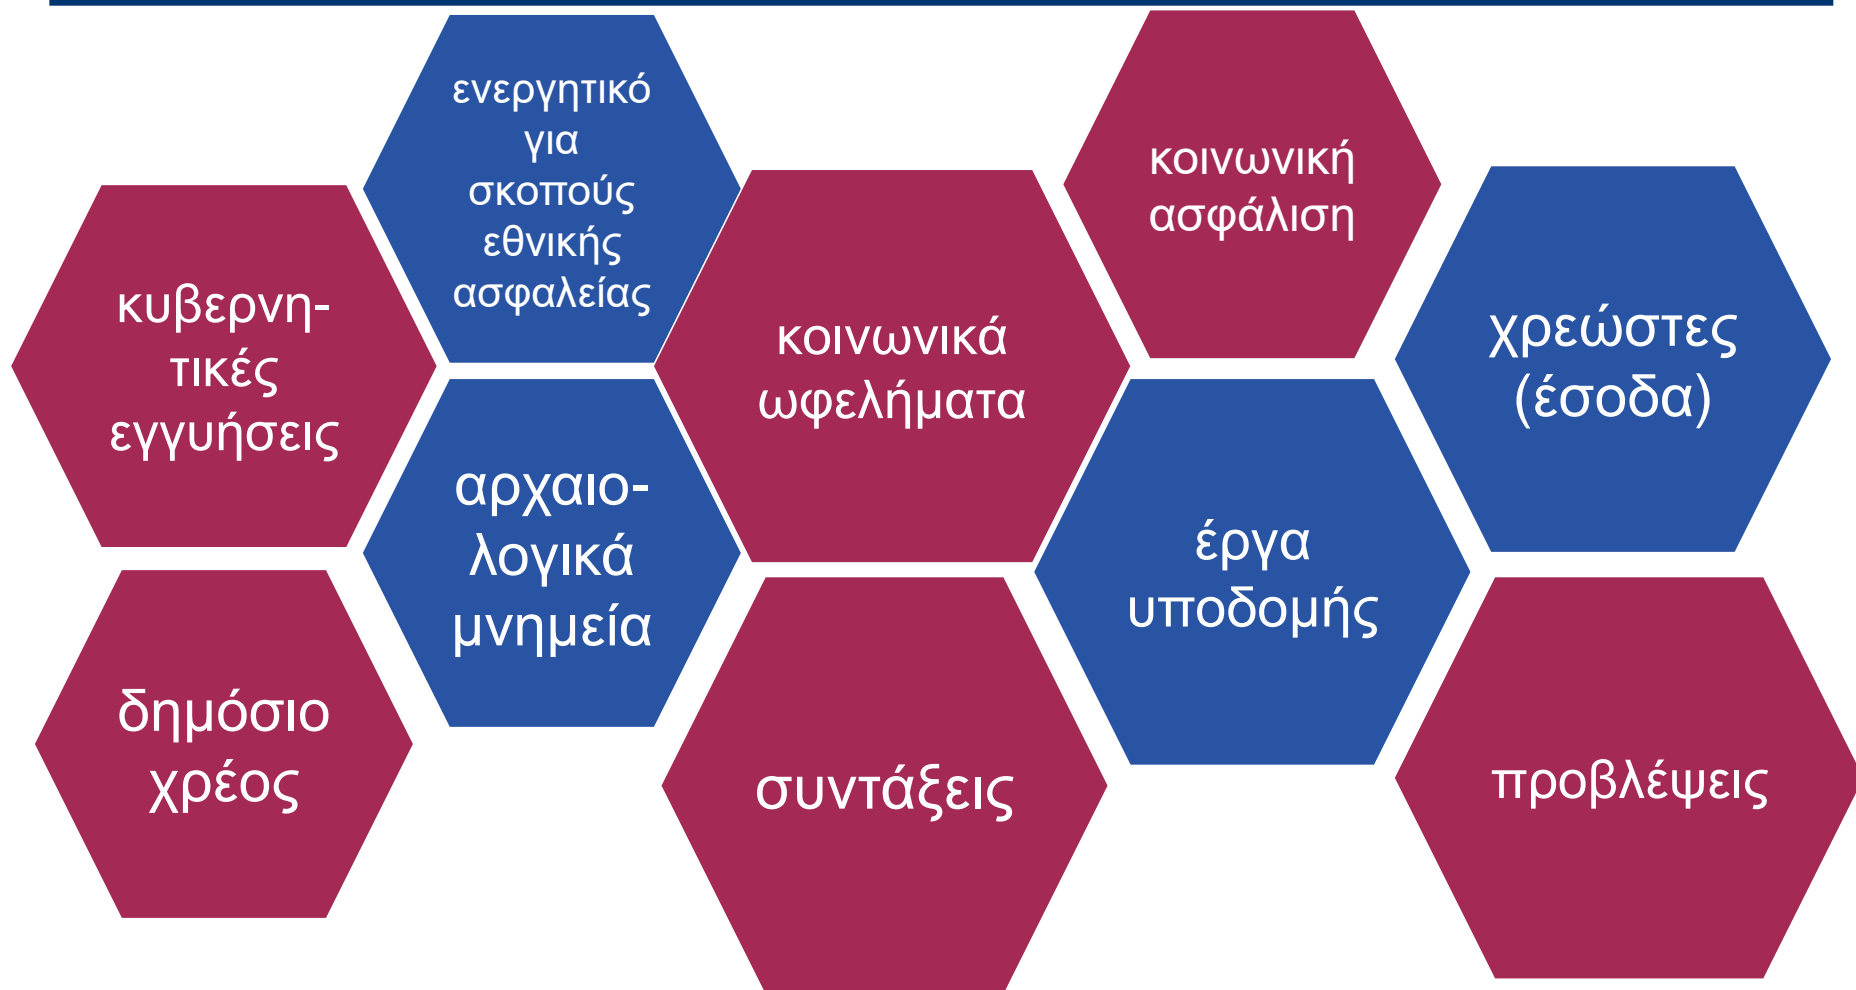 ενεργητικό
για
σκοπούς
εθνικής
ασφαλείας
κοινωνική
ασφάλιση
κυβερνη-
τικές
εγγυήσεις
κοινωνικά
ωφελήματα
χρεώστες
(έσοδα)
αρχαιο-
λογικά
μνημεία
έργα
υποδομής
δημόσιο
χρέος
συντάξεις
προβλέψεις